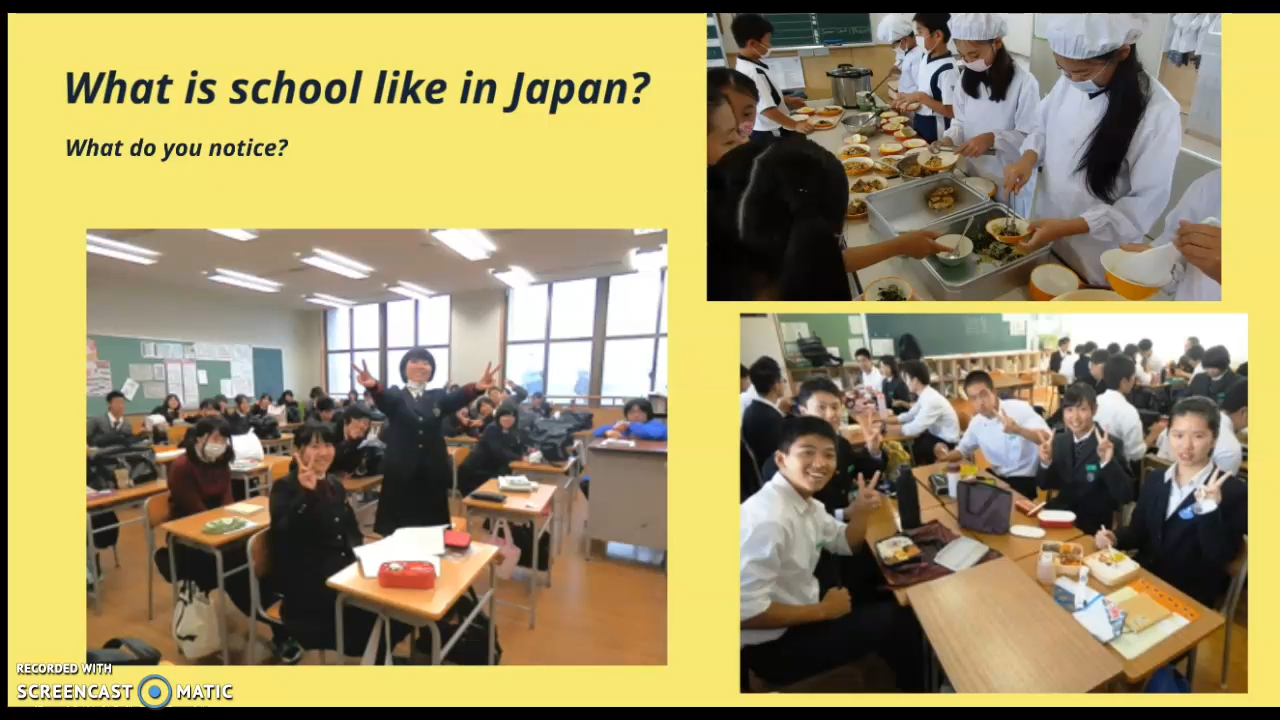 What is school like in Japan?
What do you notice?
RECORDED WITH
SCREENCAST MATIC